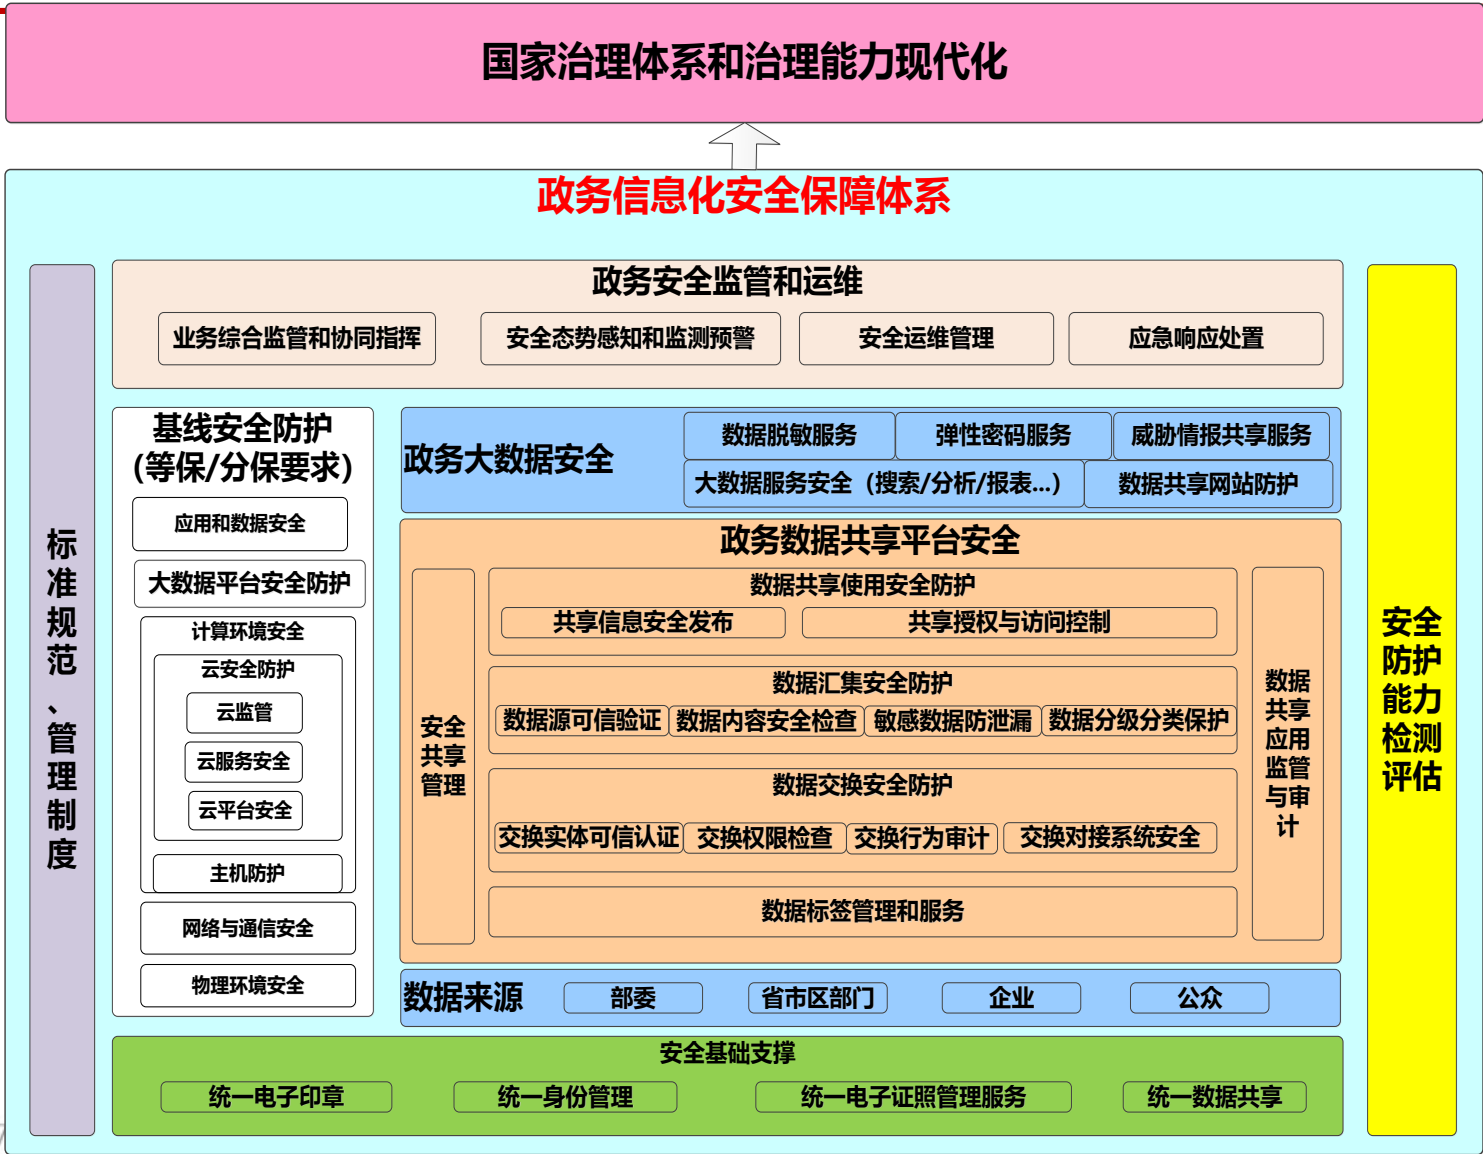 国家治理体系和治理能力现代化
政务信息化安全保障体系
标准规范、管理制度
政务安全监管和运维
业务综合监管和协同指挥
安全态势感知和监测预警
安全运维管理
应急响应处置
基线安全防护
(等保/分保要求)
应用和数据安全
大数据平台安全防护
计算环境安全
云安全防护
云监管
云服务安全
云平台安全
主机防护
网络与通信安全
物理环境安全
政务大数据安全
数据脱敏服务
弹性密码服务
威胁情报共享服务
大数据服务安全（搜索/分析/报表...）
数据共享网站防护
政务数据共享平台安全
安全
共享
管理
数据共享使用安全防护
共享信息安全发布
共享授权与访问控制
数据汇集安全防护
数据源可信验证
数据内容安全检查
敏感数据防泄漏
数据分级分类保护
数据交换安全防护
交换实体可信认证
交换权限检查
交换行为审计
交换对接系统安全
数据标签管理和服务
数据
共享
应用
监管
与审
计
数据来源
部委
省市区部门
企业
公众
安全基础支撑
统一电子印章
统一身份管理
统一电子证照管理服务
统一数据共享
安全
防护
能力
检测
评估